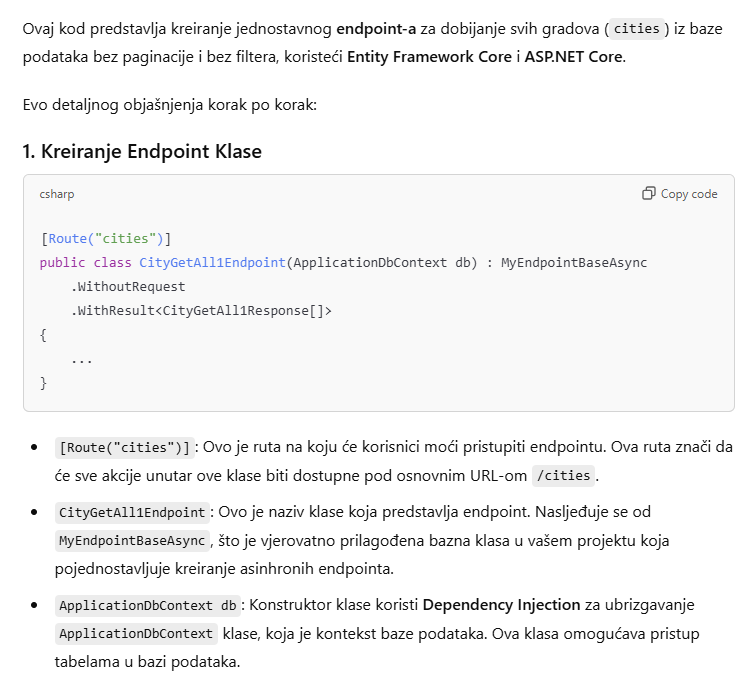 Ovaj kod predstavlja kreiranje jednostavnog endpoint-a za dobijanje svih gradova ( cities ) iz baze
podataka bez paginacije i bez filtera, koristeći Entity Framework Core i ASP.NET Core.
Evo detaljnog objašnjenja korak po korak:
1. Kreiranje Endpoint Klase
csharp
Copy code
[Route("cities")]
public class CityGetAll1Endpoint(ApplicationDbContext db) : MyEndpointBaseAsync
    .WithoutRequest
    .WithResult<CityGetAll1Response[]>
{
    ...
}
• [Route("cities")] : Ovo je ruta na koju će korisnici moći pristupiti endpointu. Ova ruta znači da
će sve akcije unutar ove klase biti dostupne pod osnovnim URL-om /cities .
• CityGetAll1Endpoint : Ovo je naziv klase koja predstavlja endpoint. Nasljeđuje se od
MyEndpointBaseAsync , što je vjerovatno prilagođena bazna klasa u vašem projektu koja
pojednostavljuje kreiranje asinhronih endpointa.
• ApplicationDbContext db : Konstruktor klase koristi Dependency Injection za ubrizgavanje
ApplicationDbContext klase, koja je kontekst baze podataka. Ova klasa omogućava pristup
tabelama u bazi podataka.